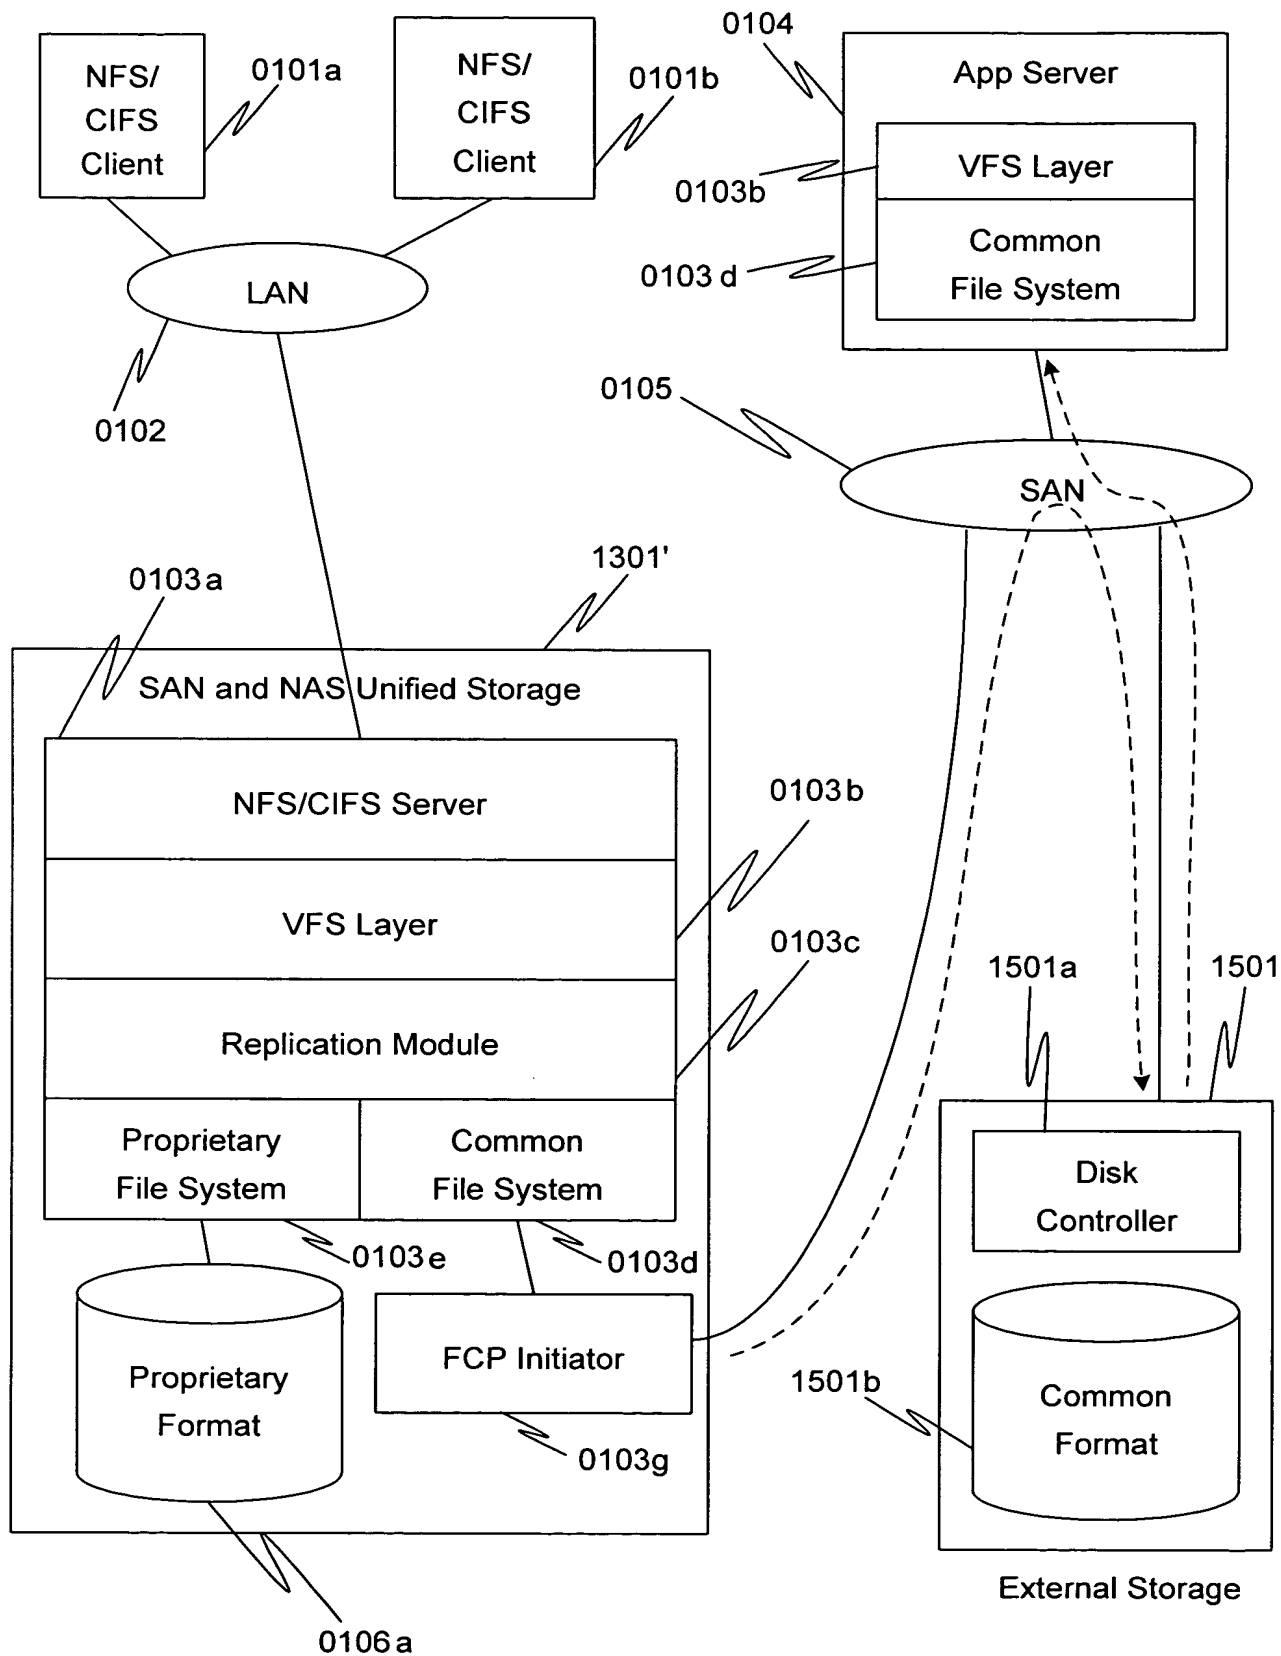 NFS/
CIFS
Client
0101a
NFS/
CIFS
Client
0101b
0104
App Server
VFS Layer
0103b
Common
File System
0103d
LAN
0102
0105
SAN
0103a
1301'
SAN and NAS Unified Storage
NFS/CIFS Server
0103b
VFS Layer
0103c
Replication Module
1501a
1501
Proprietary
File System
Common
File System
0103e
0103d
Disk
Controller
FCP Initiator
Proprietary
Format
0103g
1501b
Common
Format
External Storage
0106a